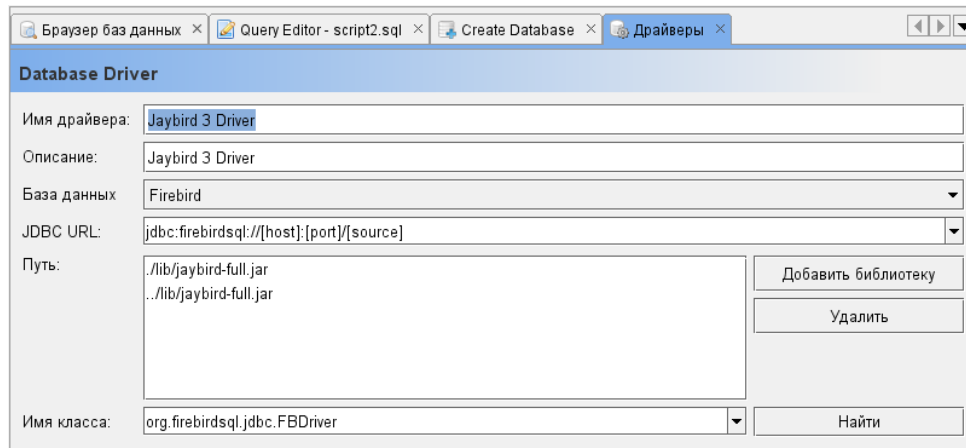 Браузер баз данных Query Editor - script2.sql Create Database Драйверы
Database Driver
Имя драйвера: Jaybird 3 Driver
Описание: Jaybird 3 Driver
База данных Firebird
JDBC URL: jdbc:firebirdsql://[host]:[port]/[source]
Путь: ./lib/jaybird-full.jar Добавить библиотеку
../lib/jaybird-full.jar
Удалить
Имя класса: org.firebirdsql.jdbc.FBDriver Найти